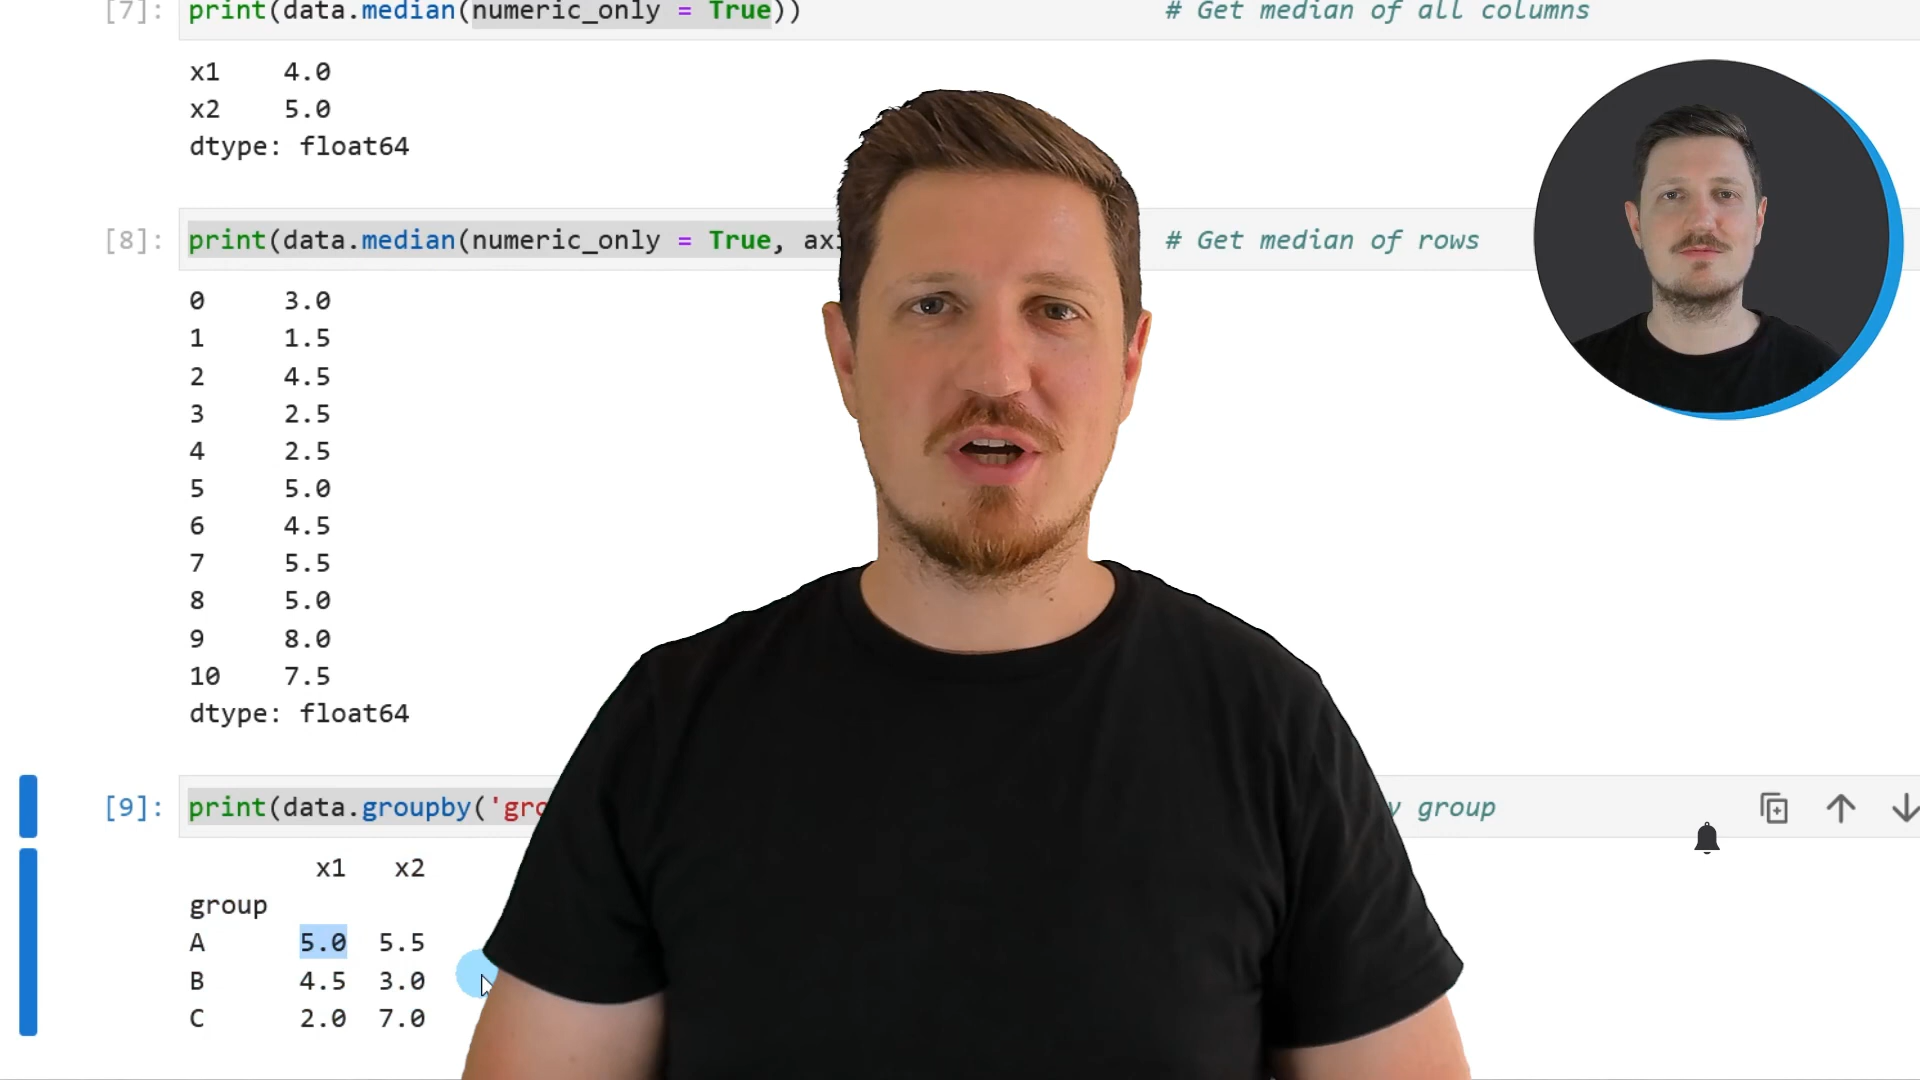 [7]: print(data.median(numeric_only = True)) # Get median of all columns
x1 4.0
x2 5.0
dtype: float64
[8]: print(data.median(numeric_only = True, # Get median of rows
0 3.0
1 1.5
2 4.5
3 2.5
4 2.5
5 5.0
6 4.5
7 5.5
8 5.0
9 8.0
10 7.5
dtype: float64
[9]: print(data.groupby( group
x1 x2
group
A 5.0 5.5
B 4.5 3.0
C 2.0 7.0